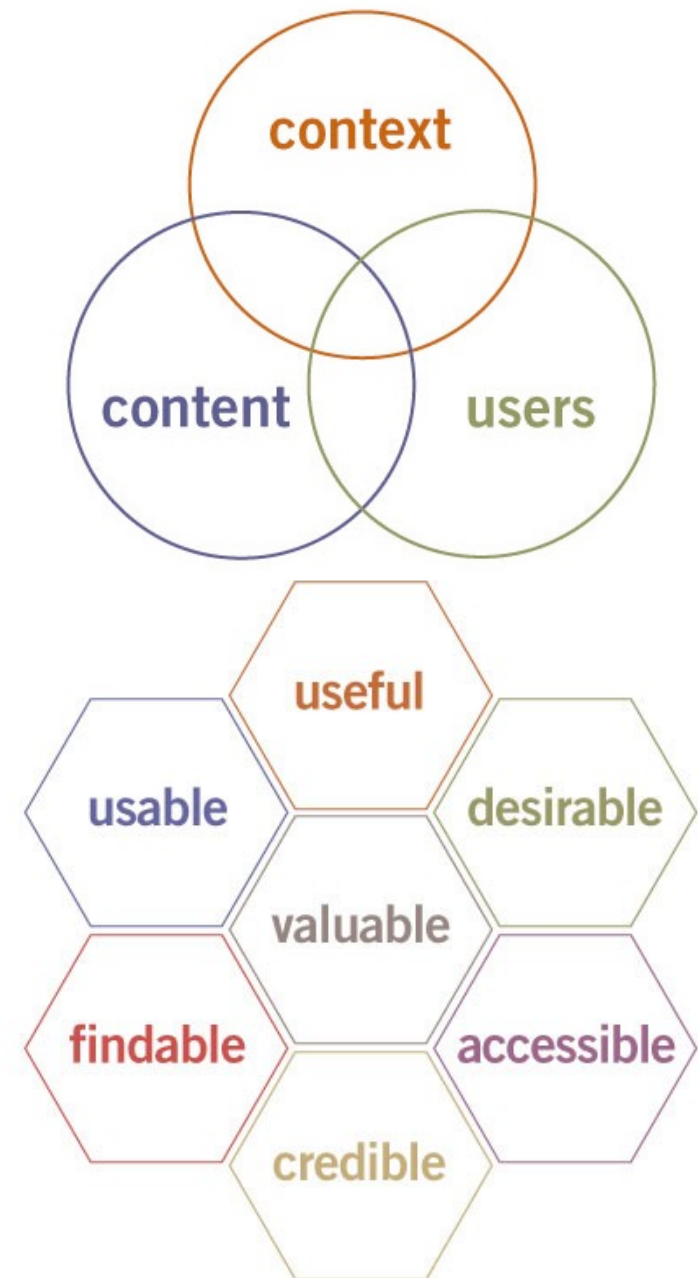 context
content
users
useful
usable
desirable
valuable
findable
accessible
credible